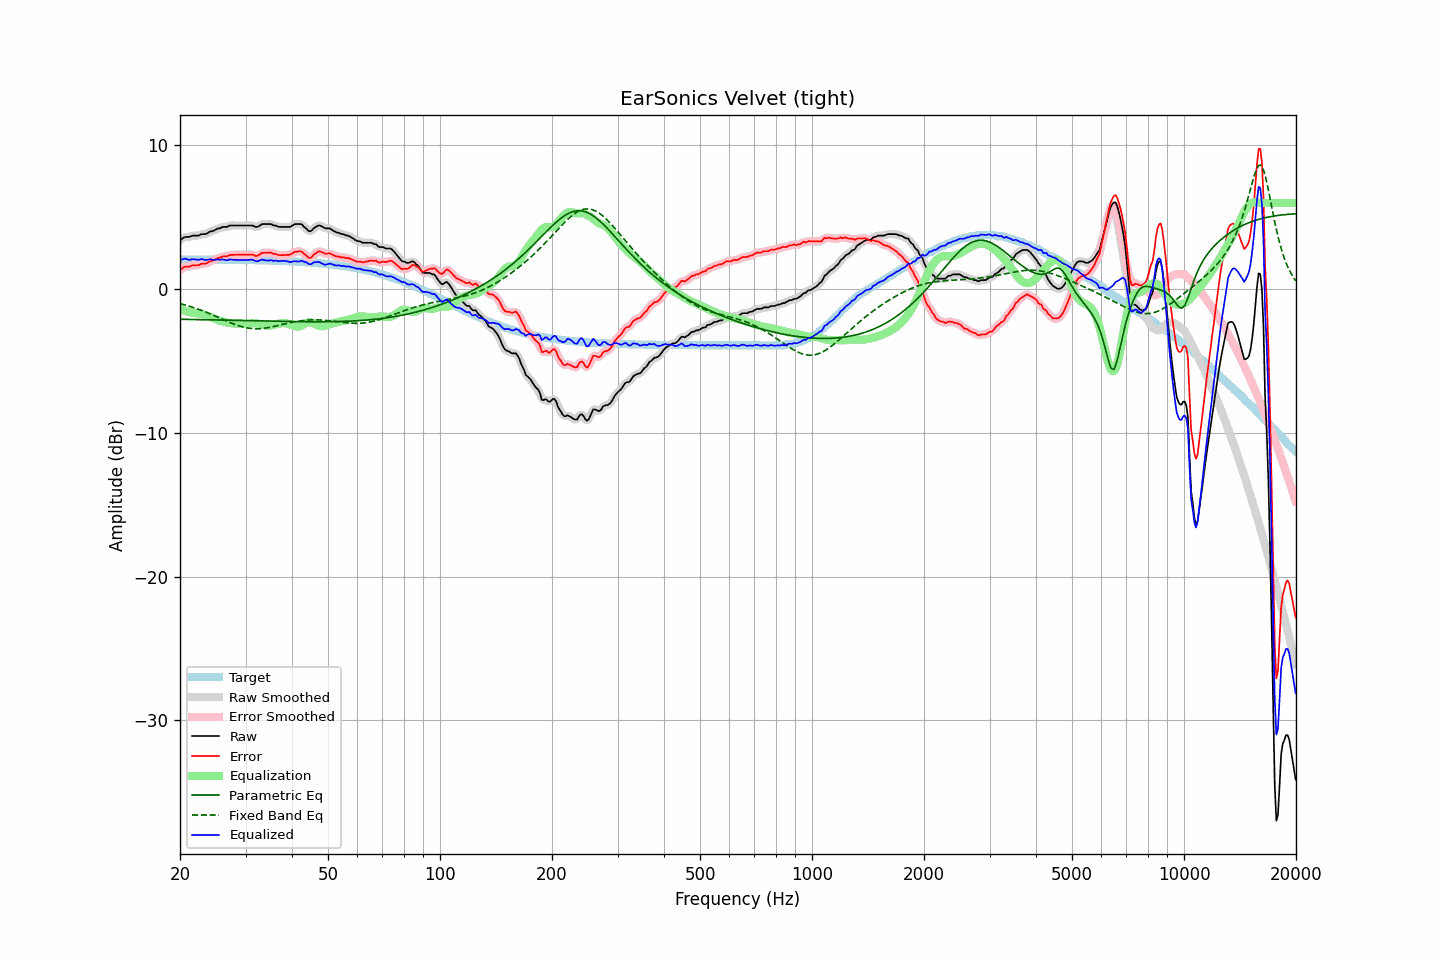 EarSonics Velvet (tight)
10
0
−10
−20
−30
Amplitude (dBr)
Target
Raw Smoothed
Error Smoothed
Raw
Error
Equalization
Parametric Eq
Fixed Band Eq
Equalized
20 50 100 200 500 1000 2000 5000 10000 20000
Frequency (Hz)